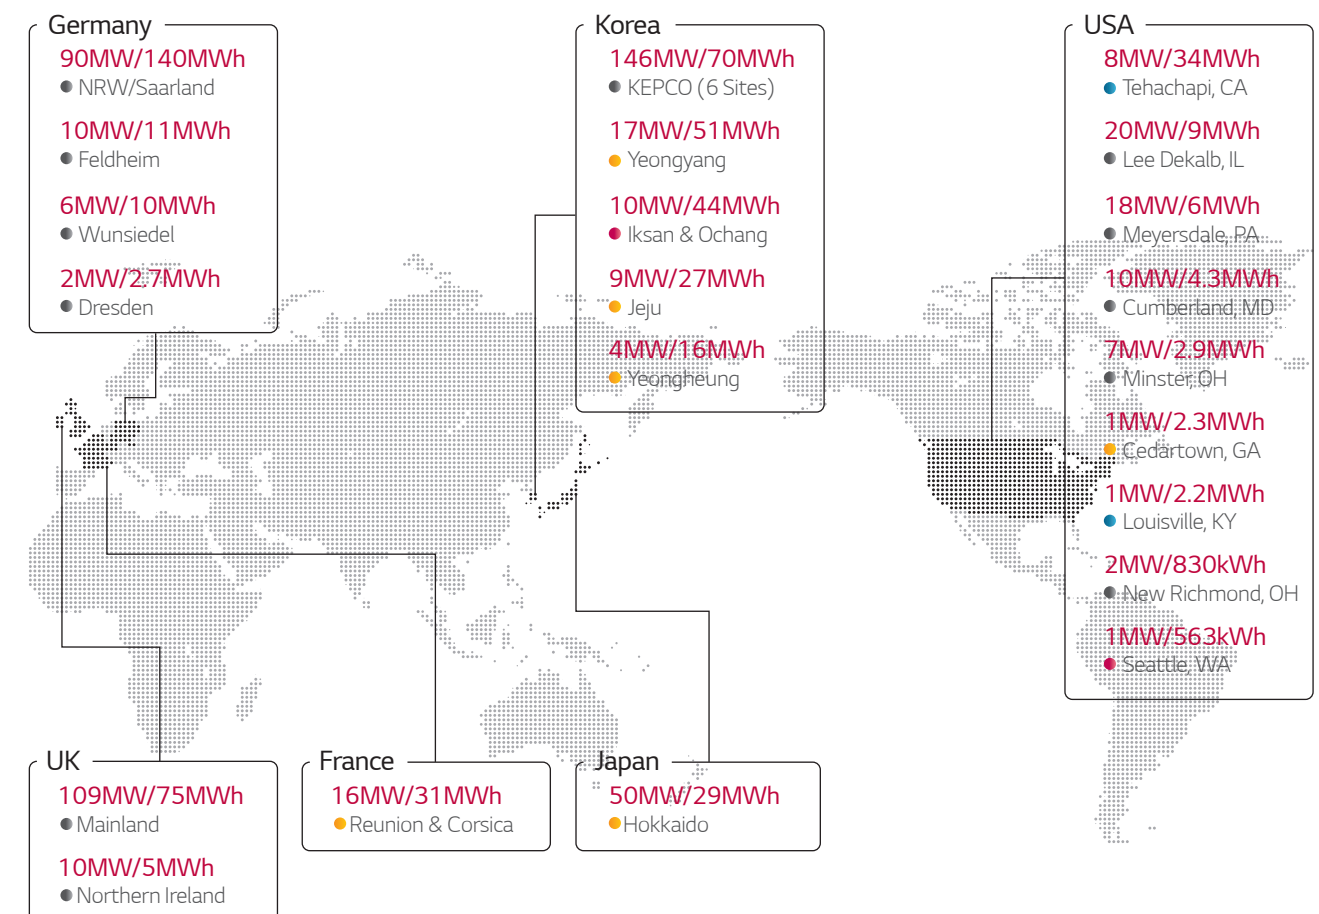 Germany
90MW/140MWh
NRW/Saarland
10MW/11MWh
Feldheim
6MW/10MWh
Wunsiedel
2MW/2.7MWh
Dresden
Korea
146MW/70MWh
KEPCO (6 Sites)
17MW/51MWh
Yeongyang
10MW/44MWh
Iksan & Ochang
9MW/27MWh
Jeju
4MW/16MWh
Yeongheung
USA
8MW/34MWh
Tehachapi, CA
20MW/9MWh
Lee Dekalb, IL
18MW/6MWh
Meyersdale, PA
10MW/4.3MWh
Cumberland, MD
7MW/2.9MWh
Minster, OH
1MW/2.3MWh
Cedartown, GA
1MW/2.2MWh
Louisville, KY
2MW/830kWh
New Richmond, OH
1MW/563kWh
Seattle, WA
UK
109MW/75MWh
Mainland
10MW/5MWh
Northern Ireland
France
16MW/31MWh
Reunion & Corsica
Japan
50MW/29MWh
Hokkaido